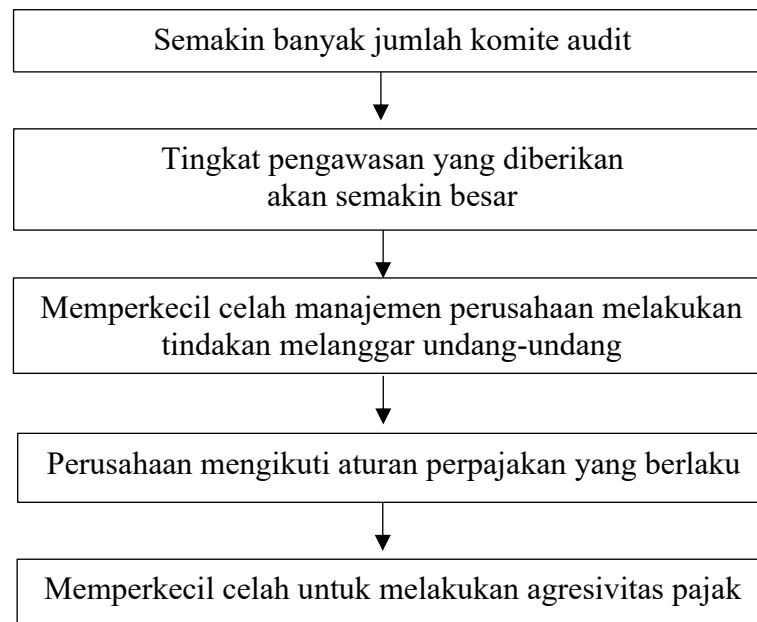 Semakin banyak jumlah komite audit
Tingkat pengawasan yang diberikan
akan semakin besar
Memperkecil celah manajemen perusahaan melakukan
tindakan melanggar undang-undang
Perusahaan mengikuti aturan perpajakan yang berlaku
Memperkecil celah untuk melakukan agresivitas pajak